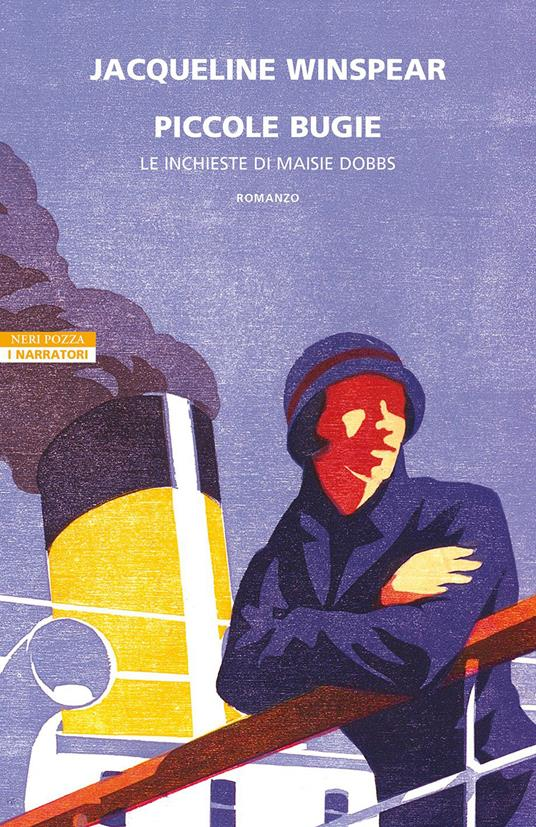 JACQUELINE WINSPEAR
PICCOLE BUGIE
LE INCHIESTE DI MAISIE DOBBS
ROMANZO
NERI POZZA
I NARRATORI